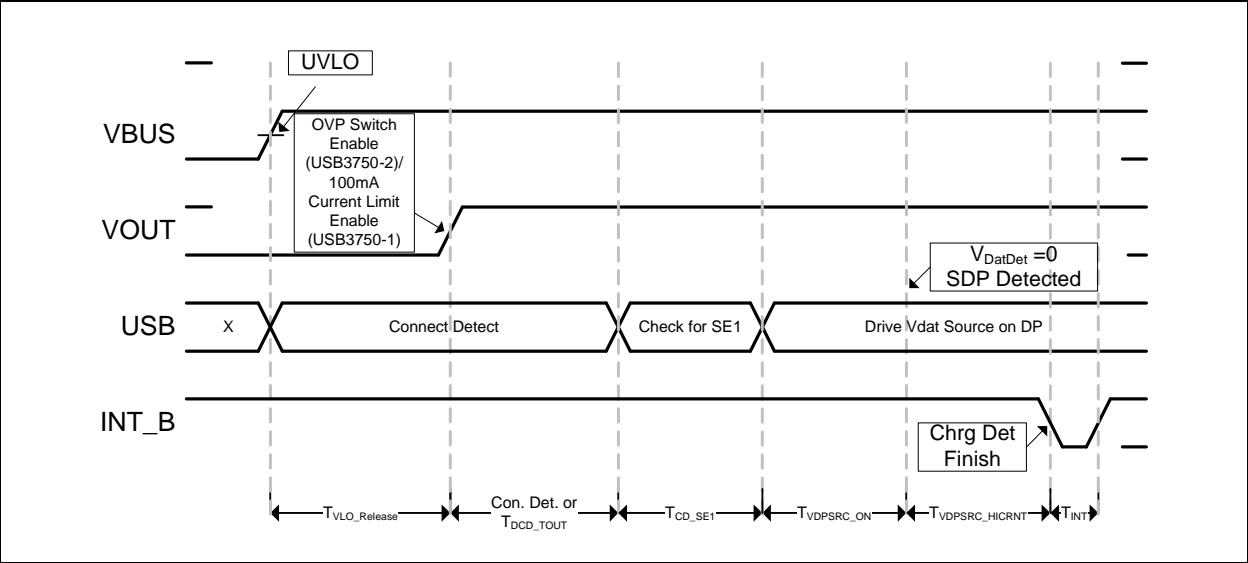 UVLO
VBUS
OVP Switch
Enable
(USB3750-2)/
100mA
Current Limit
Enable
(USB3750-1)
VOUT
VDatDet =0
SDP Detected
USB
X
Connect Detect
Check for SE1
Drive Vdat Source on DP
INT_B
Chrg Det
Finish
TVLO_Release
Con. Det. or
TDCD_TOUT
TCD_SE1
TVDPSRC_ON
TVDPSRC_HICRNT
TINT